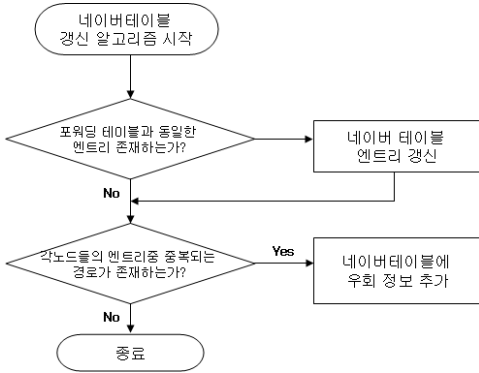 네이버테이블
갱신 알고리즘 시작
포워딩 테이블과 동일한
엔트리 존재하는가?
네이버 테이블
엔트리 갱신
No
각노드들의 엔트리중 중복되는
경로가 존재하는가?
Yes
네이버테이블에
우회 정보 추가
No
종료